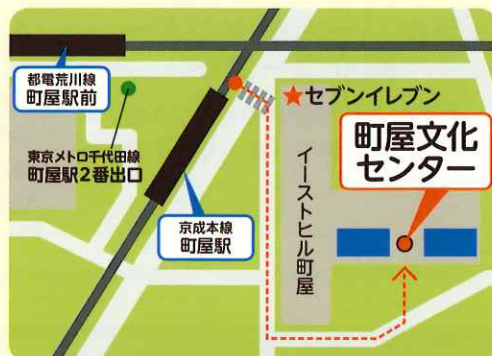 都電荒川線
町屋駅前
東京メトロ千代田線
町屋駅2番出口
京成本線
町屋駅
セブンイレブン
町屋文化
センター
イーストヒル町屋